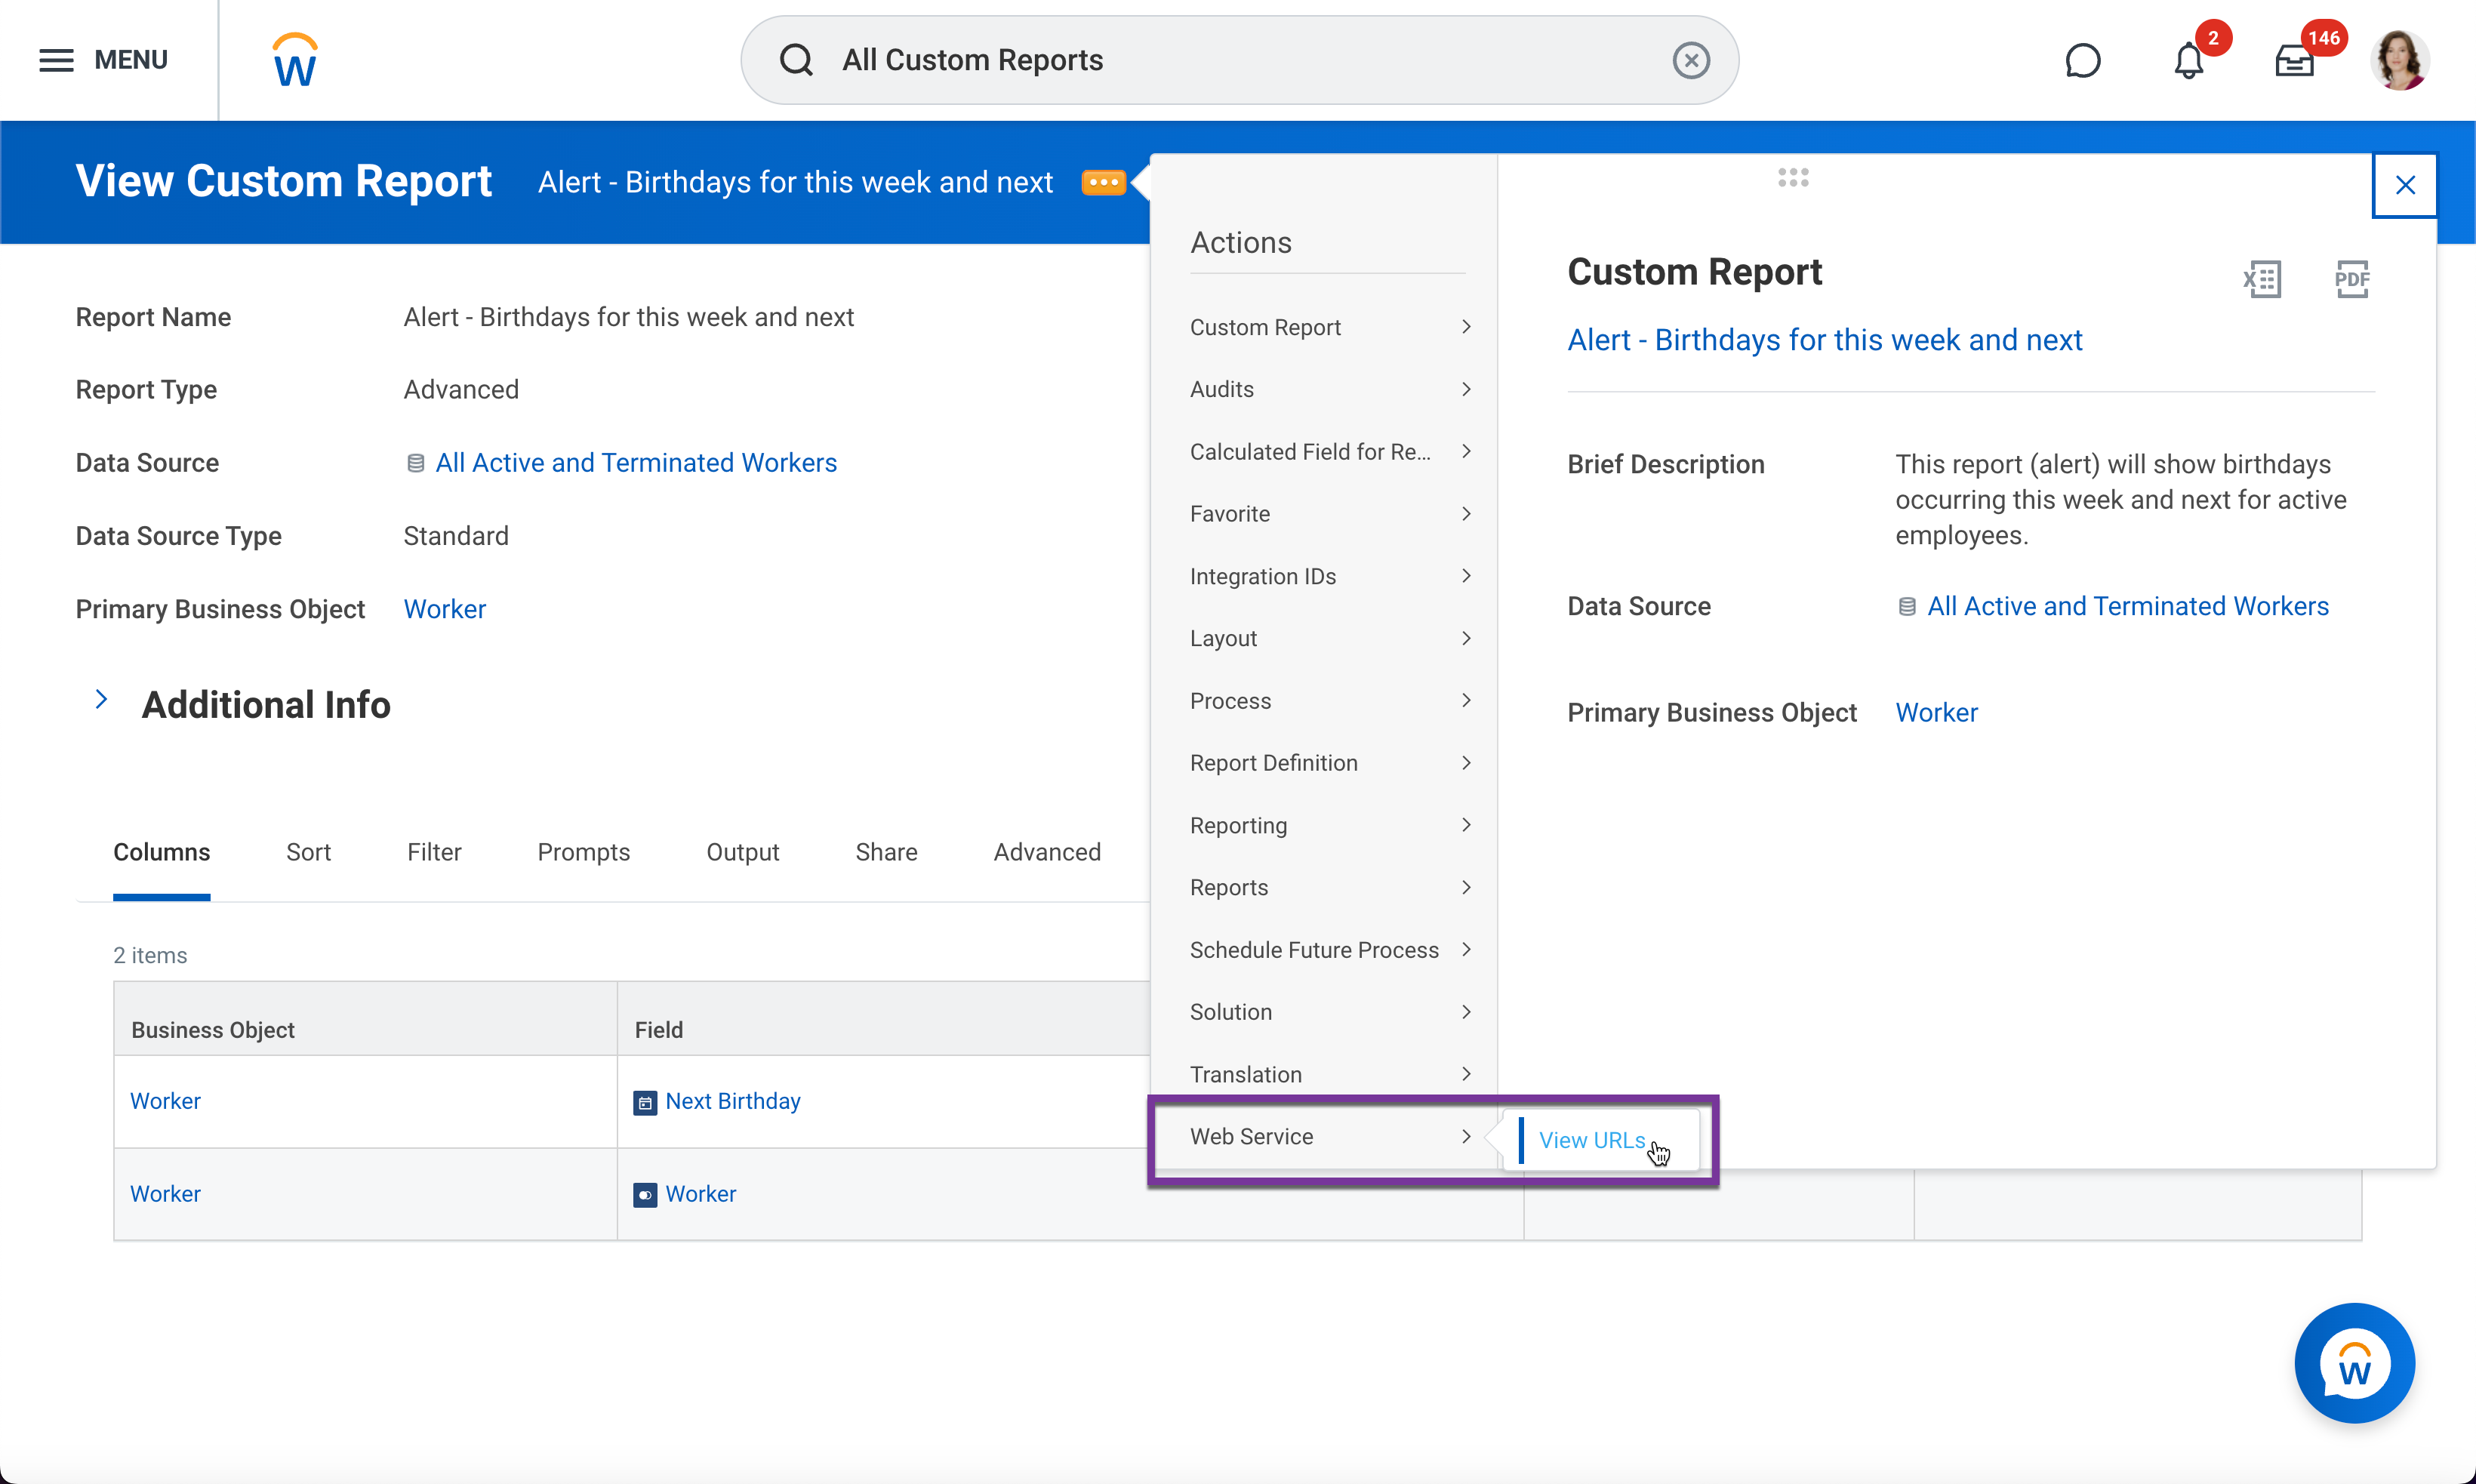 MENU
W
All Custom Reports
2
146
View Custom Report
Alert - Birthdays for this week and next
Report Name
Alert - Birthdays for this week and next
Report Type
Advanced
Data Source
All Active and Terminated Workers
Data Source Type
Standard
Primary Business Object
Worker
Additional Info
Columns
Sort
Filter
Prompts
Output
Share
Advanced
2 items
Business Object
Field
Worker
Next Birthday
Worker
Worker
Actions
Custom Report
Audits
Calculated Field for Re...
Favorite
Integration IDs
Layout
Process
Report Definition
Reporting
Reports
Schedule Future Process
Solution
Translation
Web Service
View URLs
Custom Report
X
PDF
Alert - Birthdays for this week and next
Brief Description
This report (alert) will show birthdays
occurring this week and next for active
employees.
Data Source
All Active and Terminated Workers
Primary Business Object
Worker
W